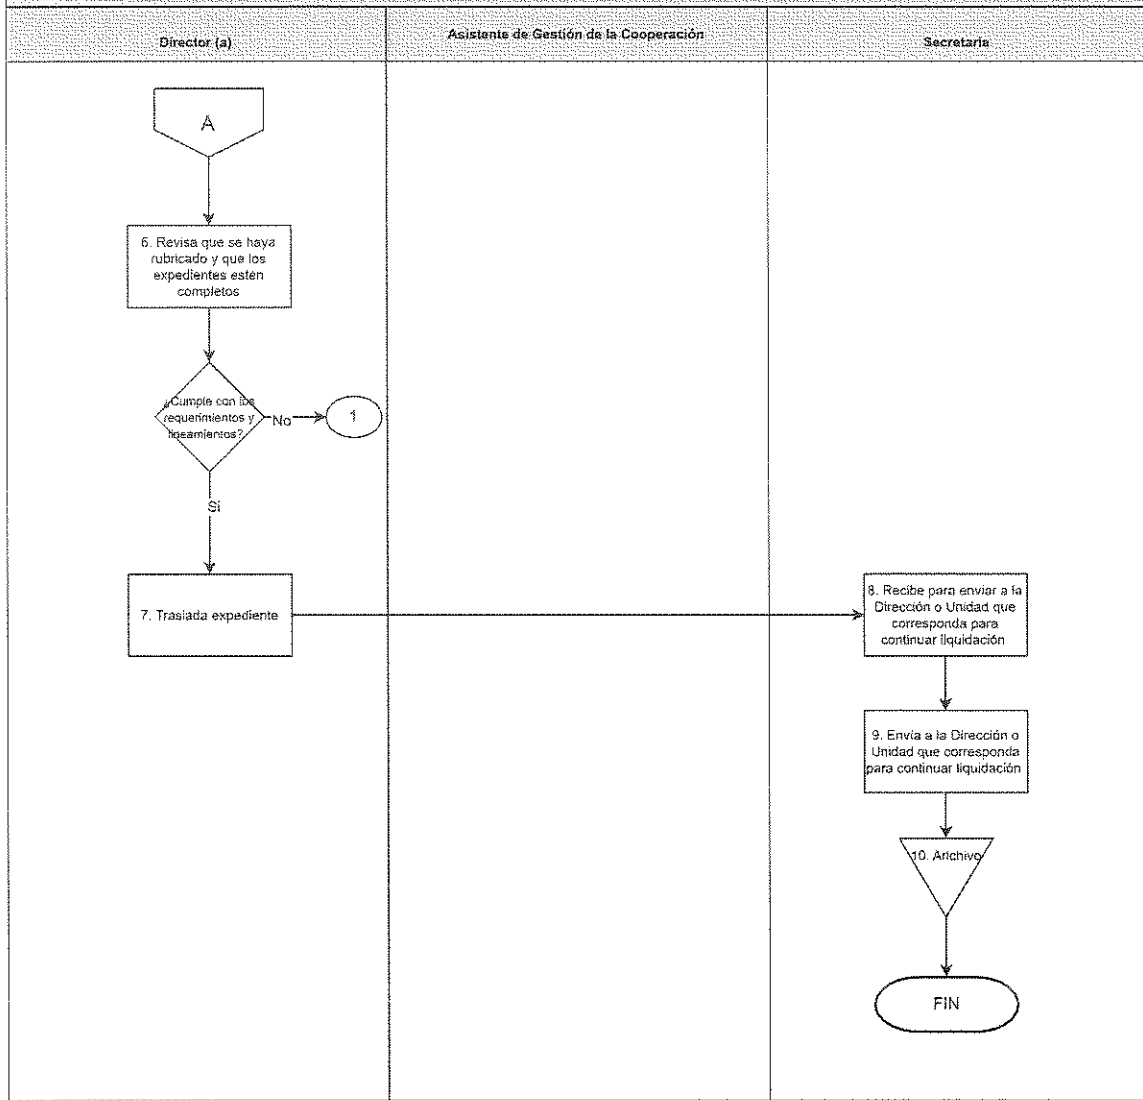 Director (a)
Asistente de Gestión de la Cooperación
Secretaria
A
6. Revisa que se haya
rubricado y que los
expedientes estén
completos
¿Cumple con los
requerimientos y
lineamientos?
No
1
Sí
7. Traslada expediente
8. Recibe para enviar a la
Dirección o Unidad que
corresponda para
continuar liquidación
9. Envía a la Dirección o
Unidad que corresponda
para continuar liquidación
10. Arichivo
FIN